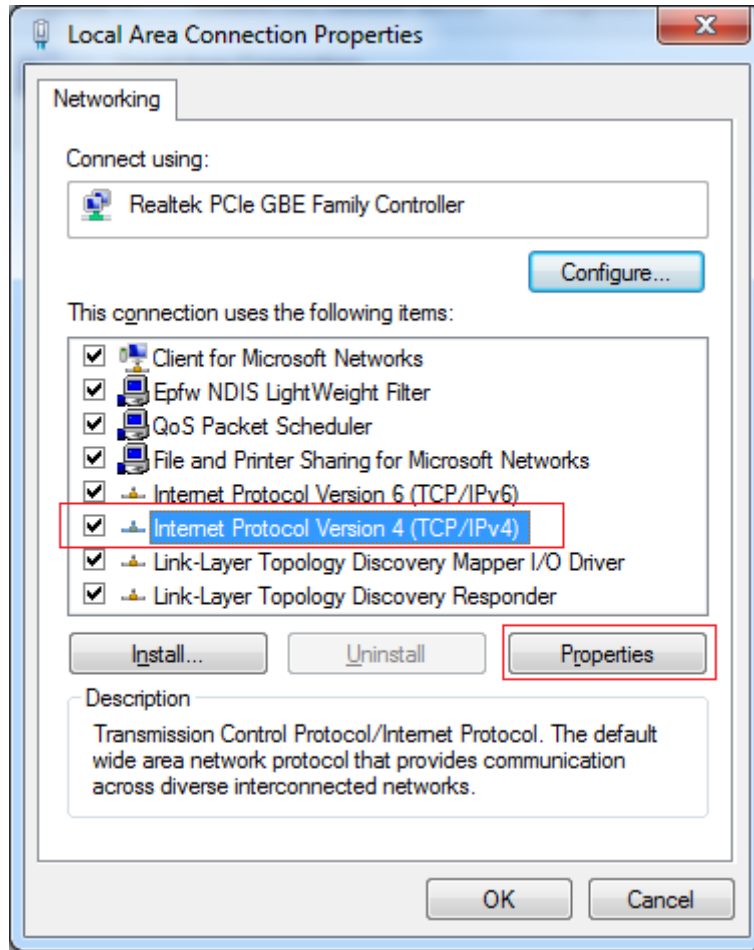 Local Area Connection Properties
Networking
Connect using:
Realtek PCIe GBE Family Controller
Configure...
This connection uses the following items:
Client for Microsoft Networks
Epfw NDIS LightWeight Filter
QoS Packet Scheduler
File and Printer Sharing for Microsoft Networks
Internet Protocol Version 6 (TCP/IPv6)
Internet Protocol Version 4 (TCP/IPv4)
Link-Layer Topology Discovery Mapper I/O Driver
Link-Layer Topology Discovery Responder
Install... Uninstall Properties
Description
Transmission Control Protocol/Internet Protocol. The default
wide area network protocol that provides communication
across diverse interconnected networks.
OK Cancel